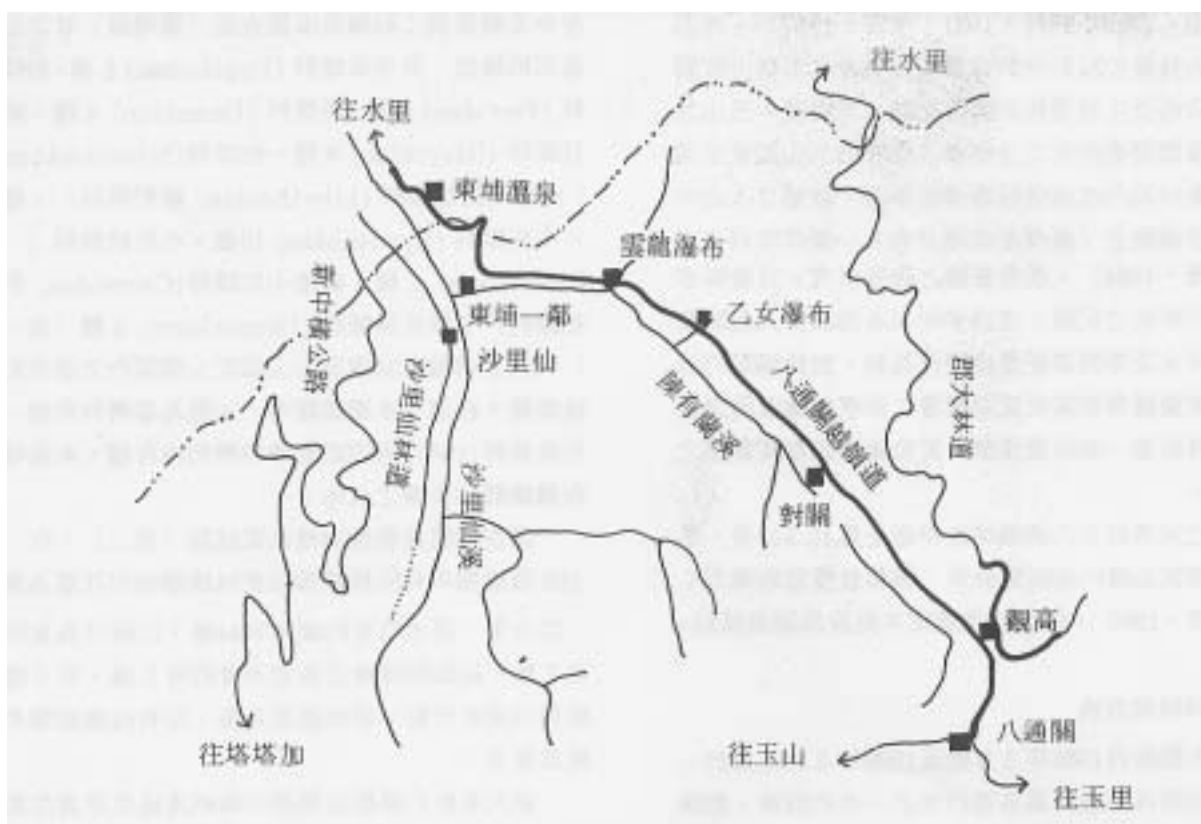 往水里
往水里
東埔溫泉
雲龍瀑布
東埔一鄰
乙女瀑布
沙里仙
新中橫公路
沙里仙林道
沙里仙溪
陳有蘭溪
八通關越嶺道
郡大林道
對關
觀高
八通關
往玉山
往塔塔加
往玉里